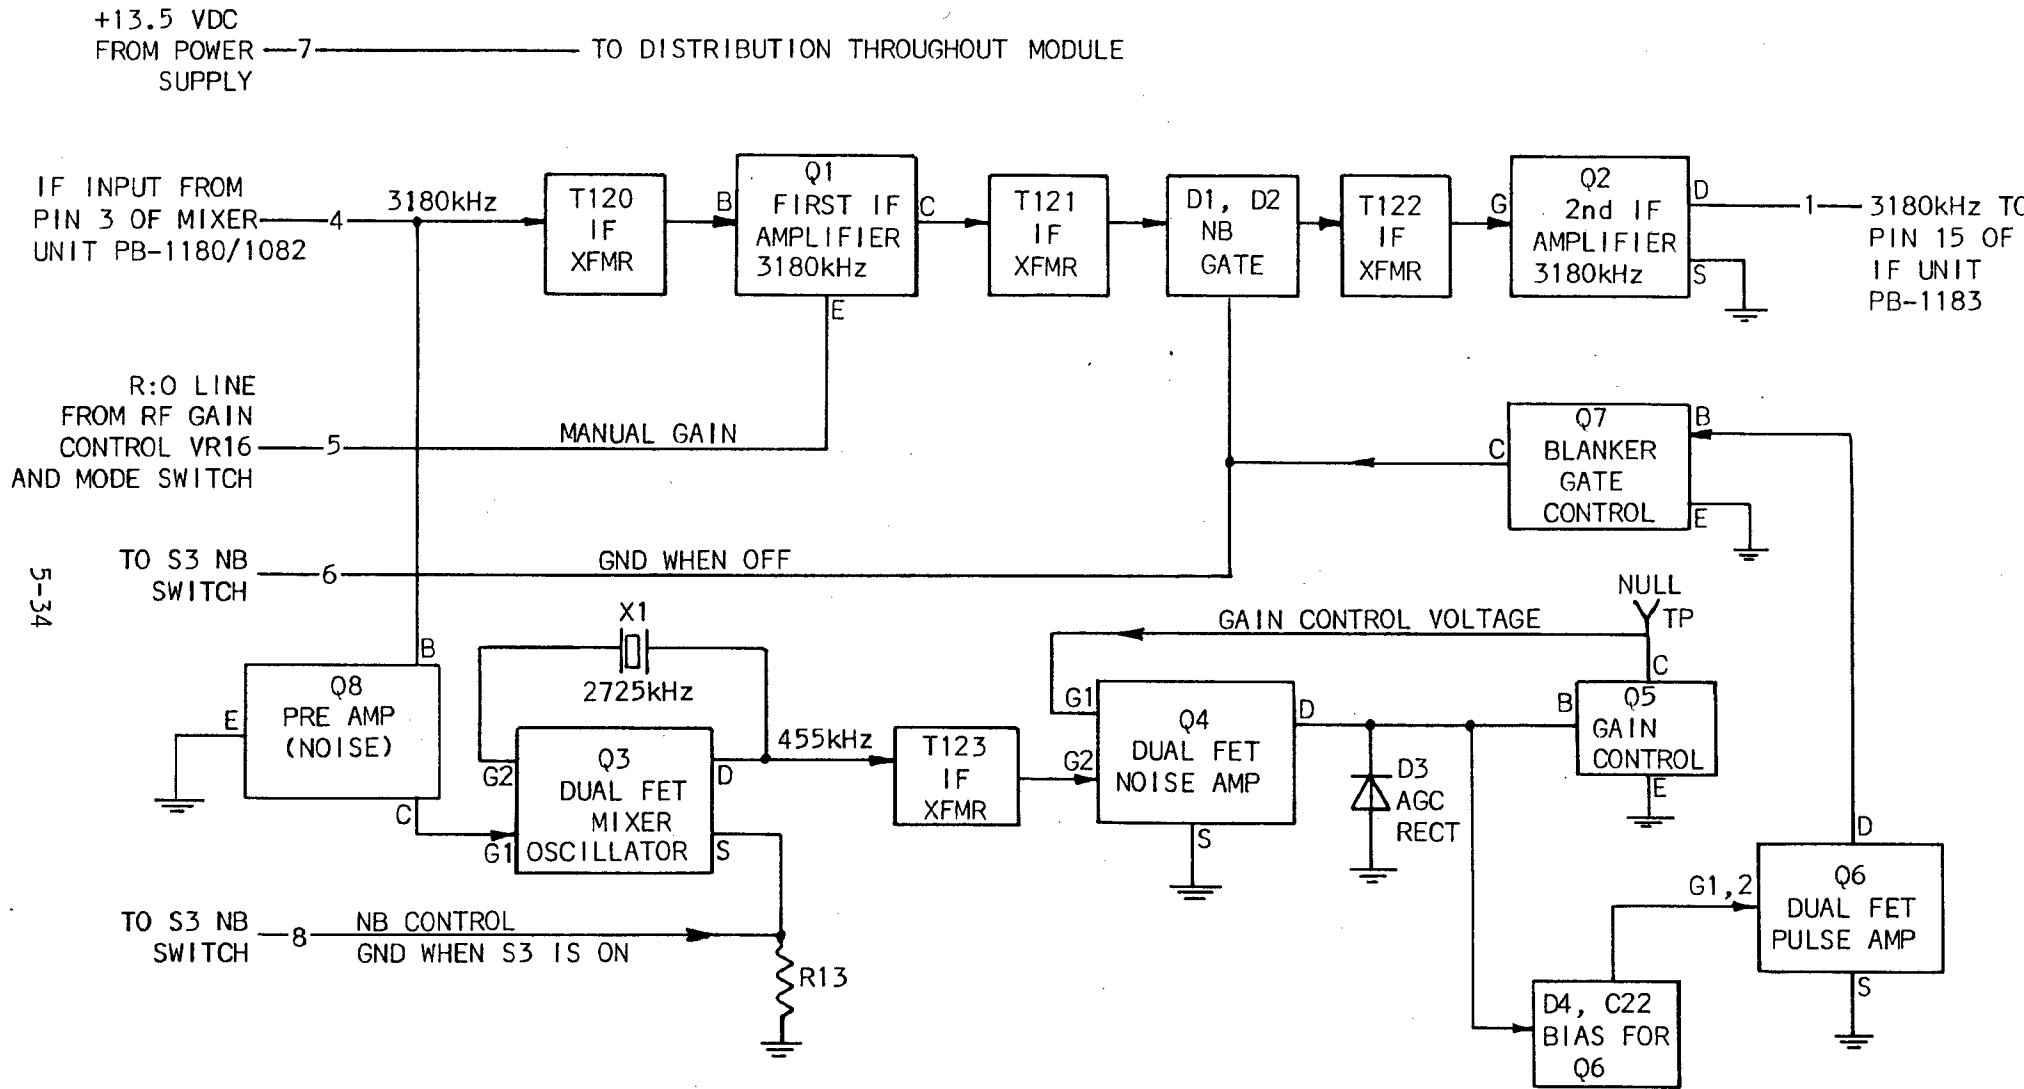 +13.5 VDC
FROM POWER
SUPPLY
7
TO DISTRIBUTION THROUGHOUT MODULE
IF INPUT FROM
PIN 3 OF MIXER
UNIT PB-1180/1082
4
3180kHz
T120
IF
XFMR
B
Q1
FIRST IF
AMPLIFIER
3180kHz
C
E
T121
IF
XFMR
D1, D2
NB
GATE
T122
IF
XFMR
G
Q2
2nd IF
AMPLIFIER
3180kHz
D
S
1
3180kHz TO
PIN 15 OF
IF UNIT
PB-1183
R:O LINE
FROM RF GAIN
CONTROL VR16
AND MODE SWITCH
5
MANUAL GAIN
C
Q7
BLANKER
GATE
CONTROL
B
E
TO S3 NB
SWITCH
6
GND WHEN OFF
5-34
X1
2725kHz
GAIN CONTROL VOLTAGE
NULL
TP
B
Q8
PRE AMP
(NOISE)
E
C
G2
Q3
DUAL FET
MIXER
OSCILLATOR
G1
D
S
455kHz
T123
IF
XFMR
G1
G2
Q4
DUAL FET
NOISE AMP
D
S
D3
AGC
RECT
C
B
Q5
GAIN
CONTROL
E
D
G1,2
Q6
DUAL FET
PULSE AMP
S
TO S3 NB
SWITCH
8
NB CONTROL
GND WHEN S3 IS ON
R13
D4, C22
BIAS FOR
Q6